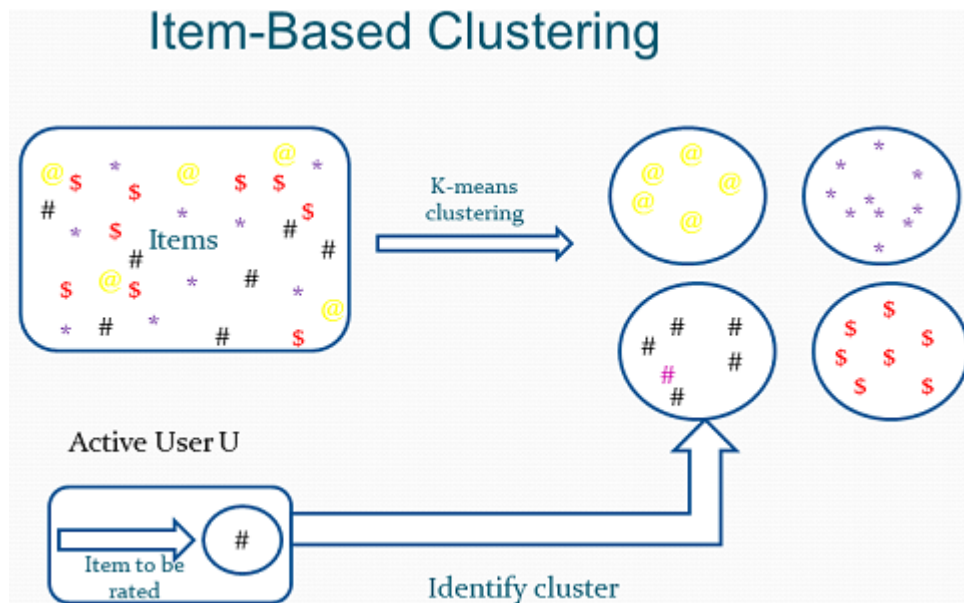 Item-Based Clustering
@ * @ @ *
$ $ $ $
# * * $
* $ Items * # #
# @ * # *
$ $ @
* # * # $
K-means
clustering
@ @ @ @ @
* * * * * * * * * *
# # # # # #
$ $ $ $ $ $ $ $
Active User U
#
Item to be
rated
Identify cluster